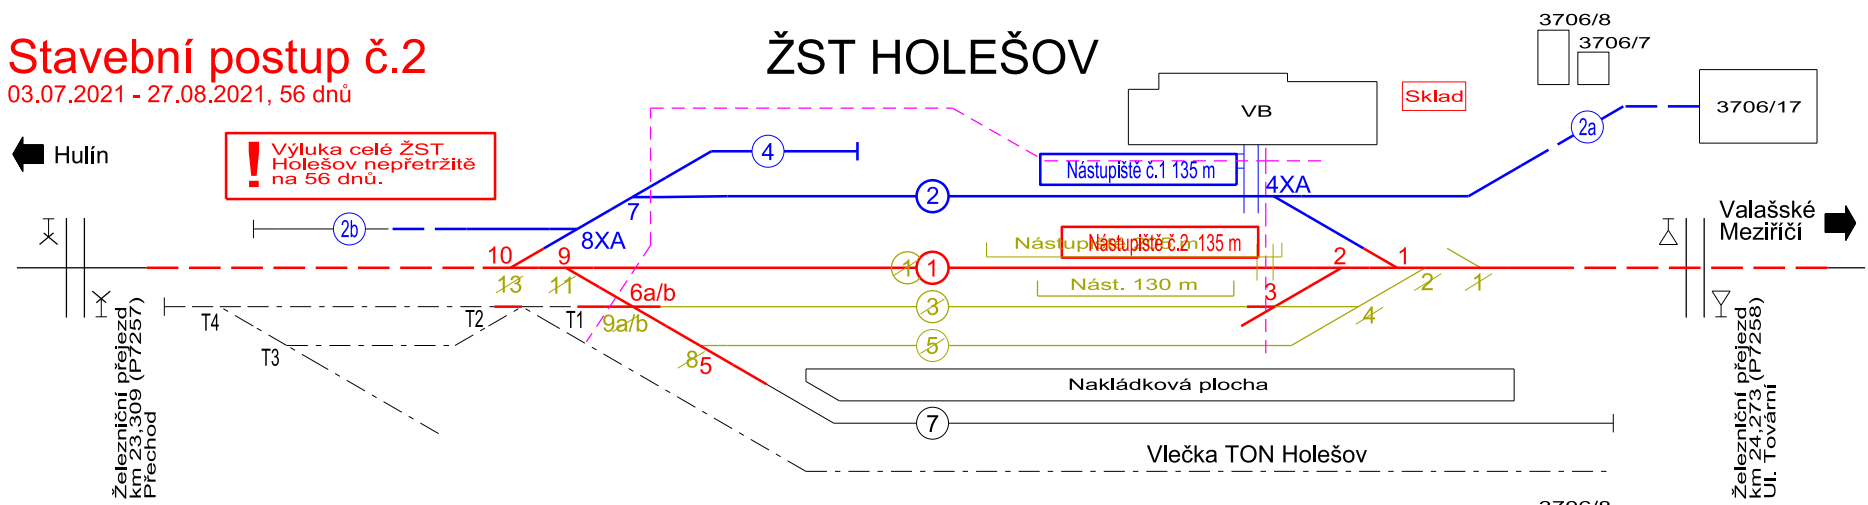 Stavební postup č.2
03.07.2021 - 27.08.2021, 56 dnů
ŽST HOLEŠOV
3706/8
3706/7
3706/17
Sklad
VB
2a
Hulín
Výluka celé ŽST
Holešov nepřetržitě
na 56 dnů.
!
4
Nástupiště č.1 135 m
4XA
2
7
2b
8XA
Valašské
Meziříčí
Nástupiště č.2 135 m
10
9
1
1
2
1
13
11
Nást. 130 m
2
1
6a/b
3
3
T4
T2
T1
9a/b
4
T3
8
5
5
Nakládková plocha
7
Vlečka TON Holešov
Železniční přejezd
km 23,309 (P7257)
Přechod
Železniční přejezd
km 24,273 (P7258)
Ul. Tovární